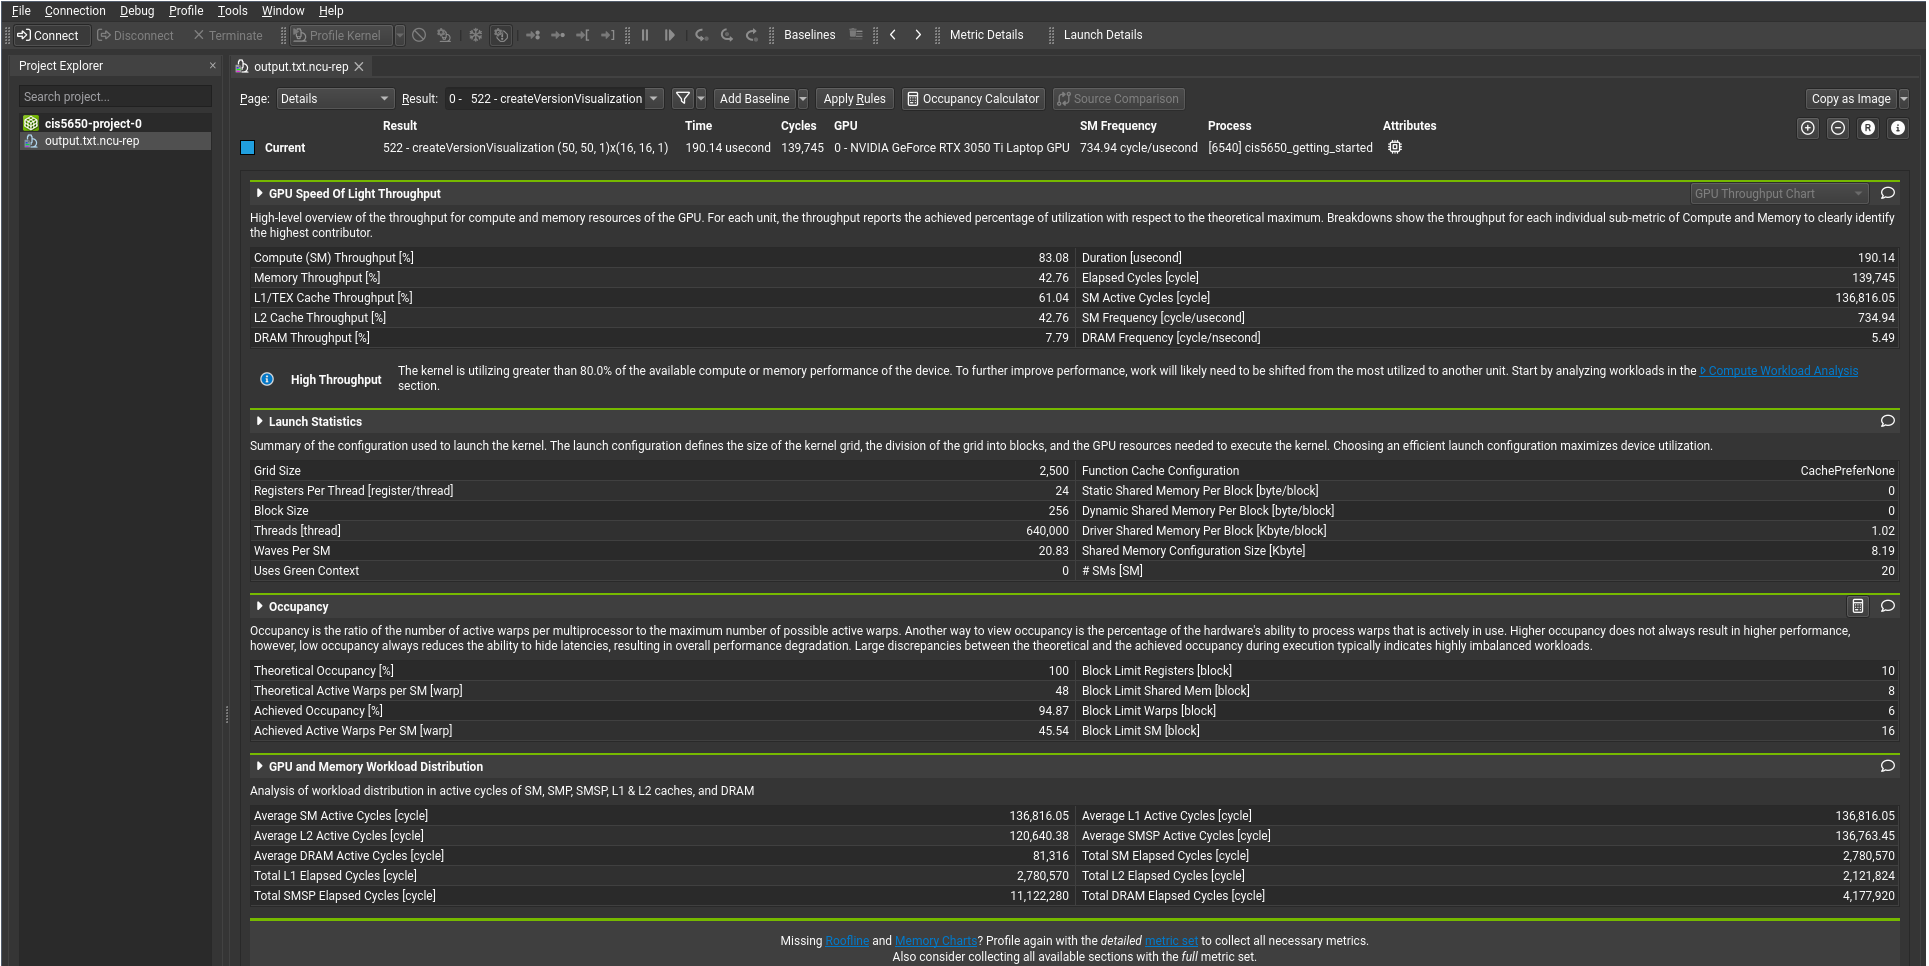 File Connection Debug Profile Tools Window Help
Connect Disconnect Terminate Profile Kernel Baselines Metric Details Launch Details
Project Explorer
Search project...
cis5650-project-0
output.txt.ncu-rep
output.txt.ncu-rep
Page: Details Result: 0 - 522 - createVersionVisualization Add Baseline Apply Rules Occupancy Calculator Source Comparison Copy as Image
Result Time Cycles GPU SM Frequency Process Attributes
Current 522 - createVersionVisualization (50, 50, 1)x(16, 16, 1) 190.14 usecond 139,745 0 - NVIDIA GeForce RTX 3050 Ti Laptop GPU 734.94 cycle/usecond [6540] cis5650_getting_started
GPU Speed Of Light Throughput GPU Throughput Chart
High-level overview of the throughput for compute and memory resources of the GPU. For each unit, the throughput reports the achieved percentage of utilization with respect to the theoretical maximum. Breakdowns show the throughput for each individual sub-metric of Compute and Memory to clearly identify
the highest contributor.
Compute (SM) Throughput [%] 83.08 Duration [usecond] 190.14
Memory Throughput [%] 42.76 Elapsed Cycles [cycle] 139,745
L1/TEX Cache Throughput [%] 61.04 SM Active Cycles [cycle] 136,816.05
L2 Cache Throughput [%] 42.76 SM Frequency [cycle/usecond] 734.94
DRAM Throughput [%] 7.79 DRAM Frequency [cycle/nsecond] 5.49
High Throughput The kernel is utilizing greater than 80.0% of the available compute or memory performance of the device. To further improve performance, work will likely need to be shifted from the most utilized to another unit. Start by analyzing workloads in the Compute Workload Analysis
section.
Launch Statistics
Summary of the configuration used to launch the kernel. The launch configuration defines the size of the kernel grid, the division of the grid into blocks, and the GPU resources needed to execute the kernel. Choosing an efficient launch configuration maximizes device utilization.
Grid Size 2,500 Function Cache Configuration CachePreferNone
Registers Per Thread [register/thread] 24 Static Shared Memory Per Block [byte/block] 0
Block Size 256 Dynamic Shared Memory Per Block [byte/block] 0
Threads [thread] 640,000 Driver Shared Memory Per Block [Kbyte/block] 1.02
Waves Per SM 20.83 Shared Memory Configuration Size [Kbyte] 8.19
Uses Green Context 0 # SMs [SM] 20
Occupancy
Occupancy is the ratio of the number of active warps per multiprocessor to the maximum number of possible active warps. Another way to view occupancy is the percentage of the hardware's ability to process warps that is actively in use. Higher occupancy does not always result in higher performance,
however, low occupancy always reduces the ability to hide latencies, resulting in overall performance degradation. Large discrepancies between the theoretical and the achieved occupancy during execution typically indicates highly imbalanced workloads.
Theoretical Occupancy [%] 100 Block Limit Registers [block] 10
Theoretical Active Warps per SM [warp] 48 Block Limit Shared Mem [block] 8
Achieved Occupancy [%] 94.87 Block Limit Warps [block] 6
Achieved Active Warps Per SM [warp] 45.54 Block Limit SM [block] 16
GPU and Memory Workload Distribution
Analysis of workload distribution in active cycles of SM, SMP, SMSP, L1 & L2 caches, and DRAM
Average SM Active Cycles [cycle] 136,816.05 Average L1 Active Cycles [cycle] 136,816.05
Average L2 Active Cycles [cycle] 120,640.38 Average SMSP Active Cycles [cycle] 136,763.45
Average DRAM Active Cycles [cycle] 81,316 Total SM Elapsed Cycles [cycle] 2,780,570
Total L1 Elapsed Cycles [cycle] 2,780,570 Total L2 Elapsed Cycles [cycle] 2,121,824
Total SMSP Elapsed Cycles [cycle] 11,122,280 Total DRAM Elapsed Cycles [cycle] 4,177,920
Missing Roofline and Memory Charts? Profile again with the detailed metric set to collect all necessary metrics.
Also consider collecting all available sections with the full metric set.